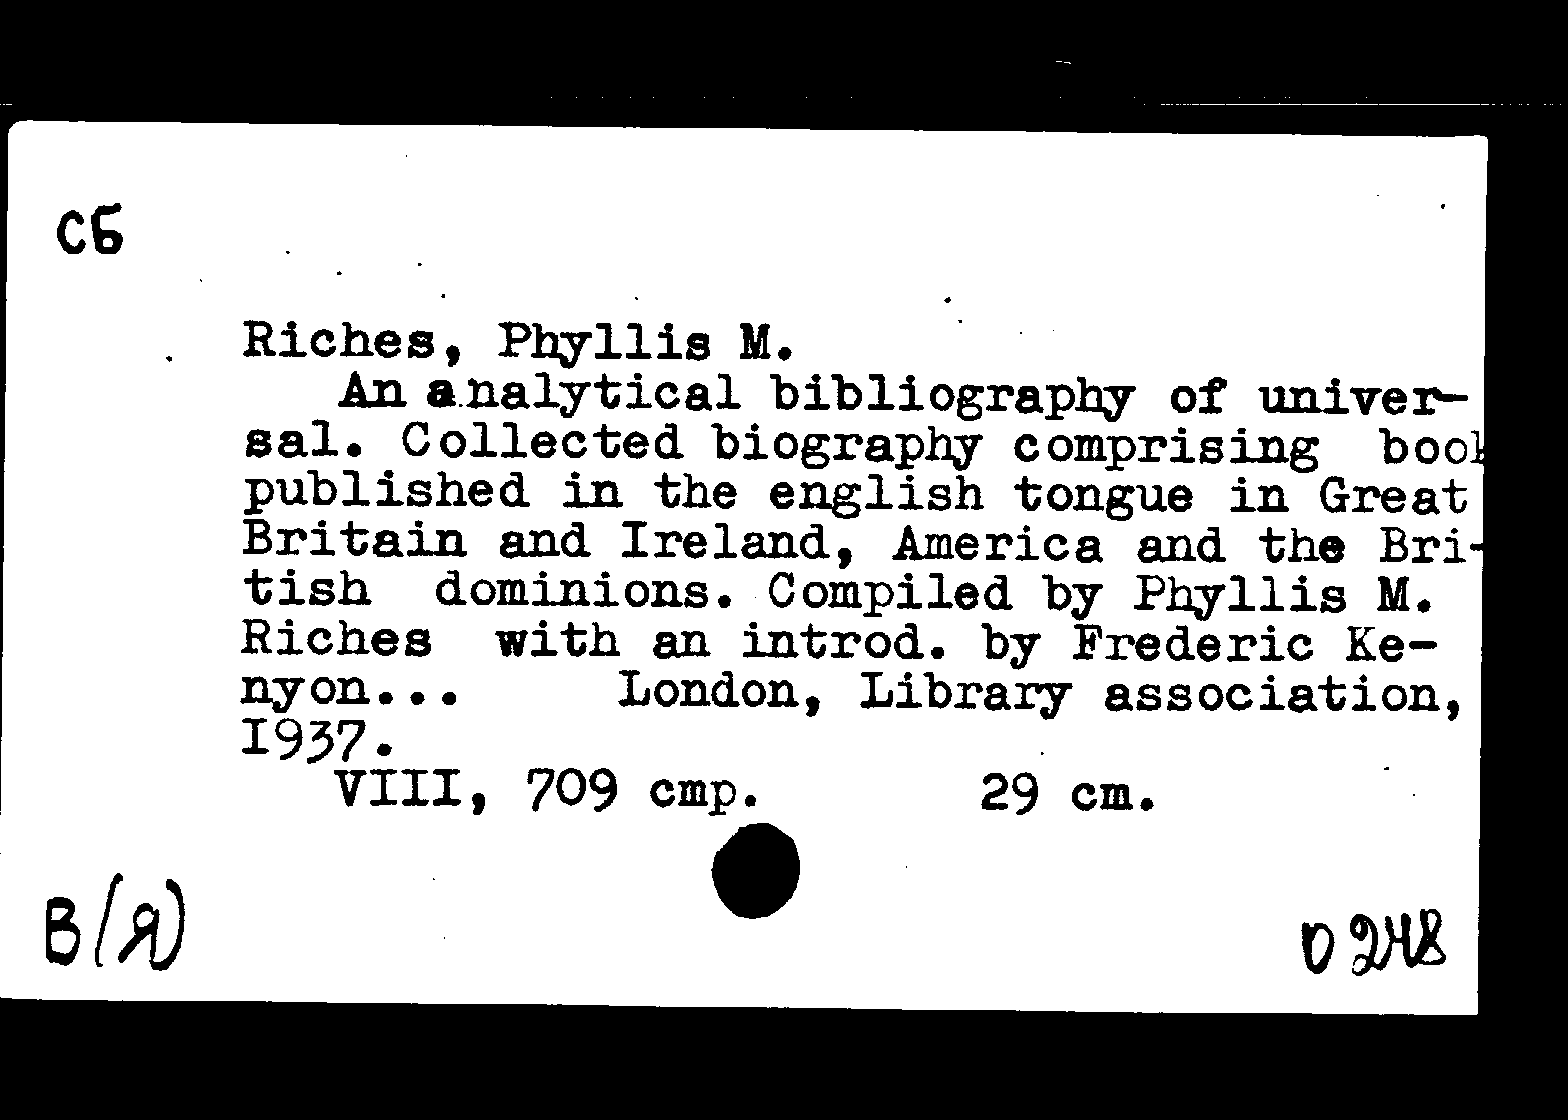 Сб
Riches, Phyllis M.
An analytical bibliography of univer-
sal. Collected biography comprising book
published in the english tongue in Great
Britain and Ireland, America and the Bri-
tish dominions. Compiled by Phyllis M.
Riches with an introd. by Frederic Ke-
nyon... London, Library association,
I937.
VIII, 709 cmp. 29 cm.
В(Я) О 248